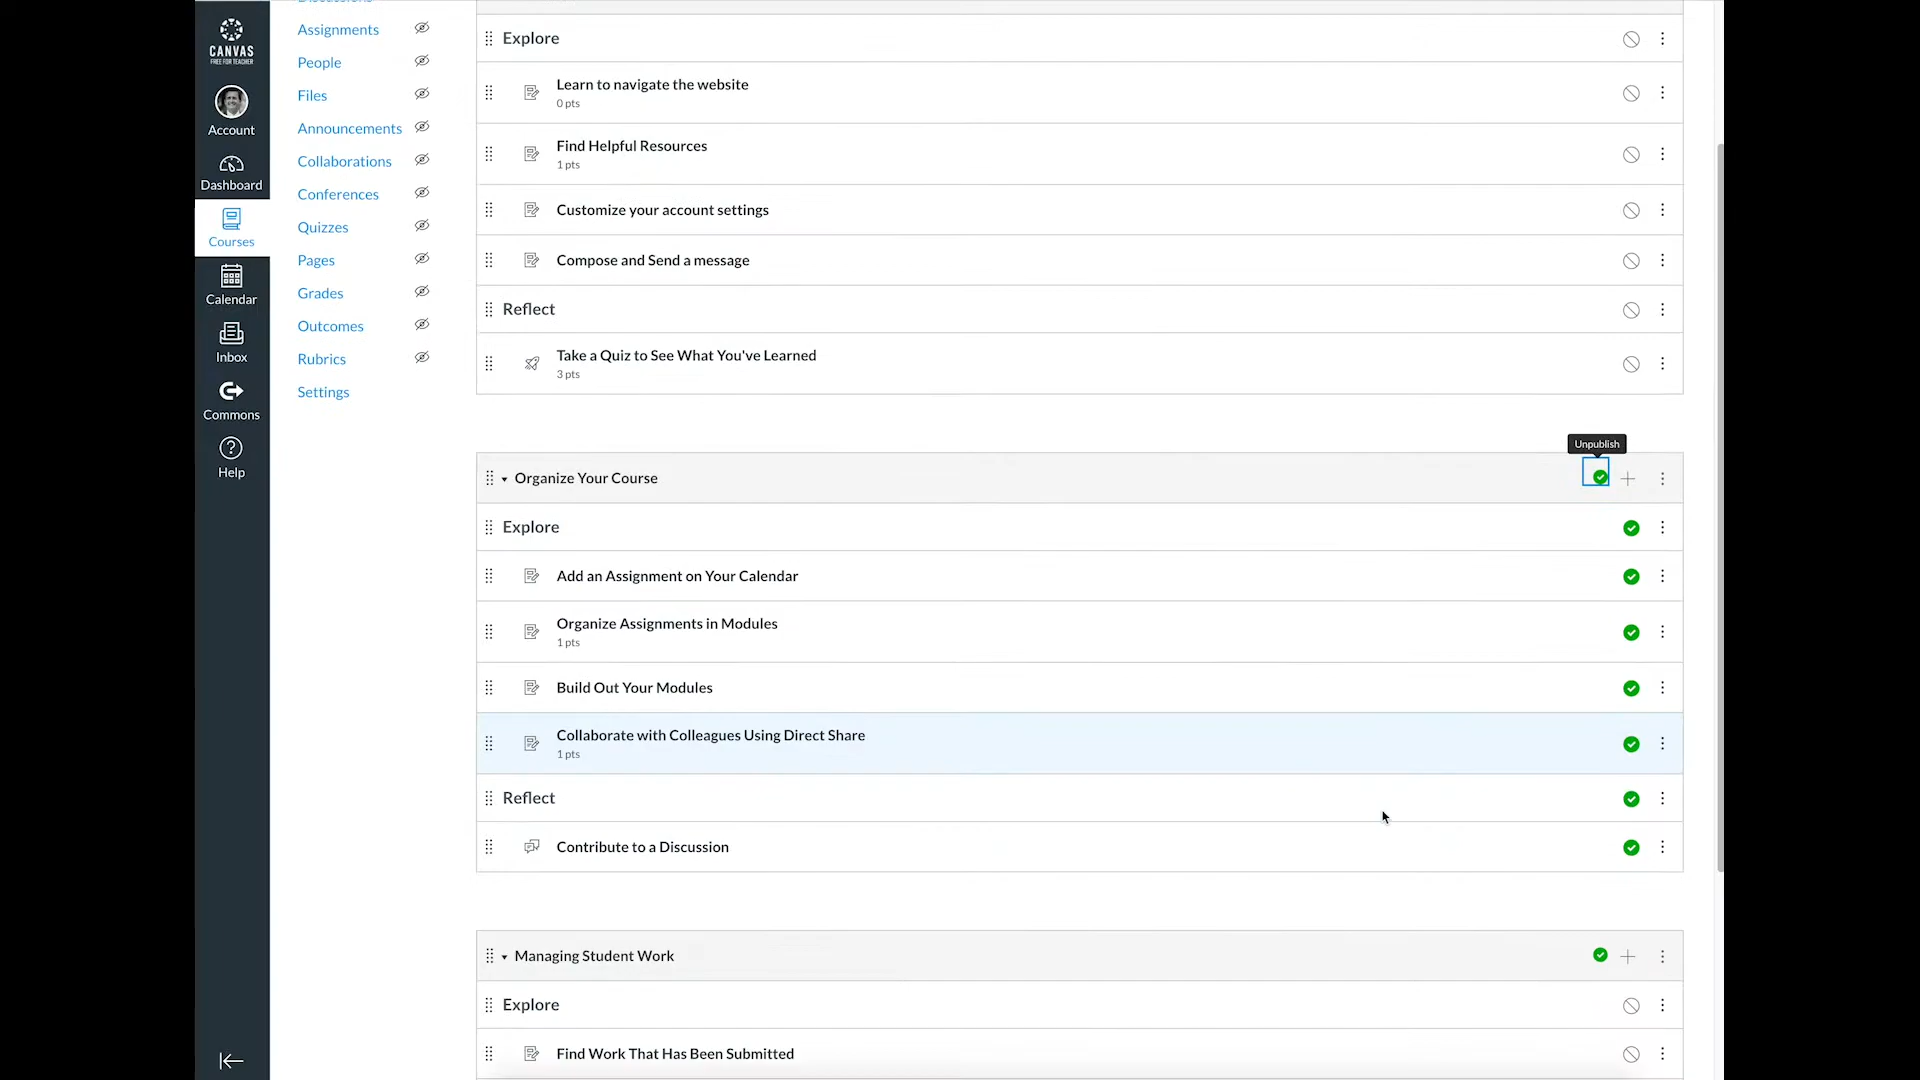 CANVAS
FREE FOR TEACHER
Account
Dashboard
Courses
Calendar
Inbox
Commons
Help
Assignments
People
Files
Announcements
Collaborations
Conferences
Quizzes
Pages
Grades
Outcomes
Rubrics
Settings
Explore
Learn to navigate the website
0 pts
Find Helpful Resources
1 pts
Customize your account settings
Compose and Send a message
Reflect
Take a Quiz to See What You've Learned
3 pts
Unpublish
Organize Your Course
Explore
Add an Assignment on Your Calendar
Organize Assignments in Modules
1 pts
Build Out Your Modules
Collaborate with Colleagues Using Direct Share
1 pts
Reflect
Contribute to a Discussion
Managing Student Work
Explore
Find Work That Has Been Submitted